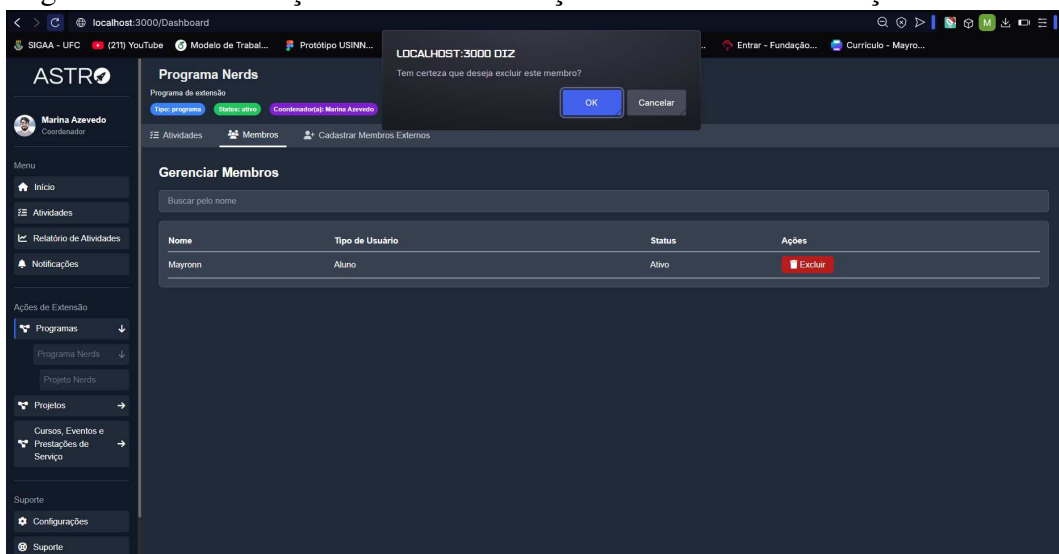 localhost:3000/Dashboard
M
SIGAA - UFC
(211) YouTube
Modelo de Trabal...
Protótipo USINN...
Entrar - Fundação...
Currículo - Mayro...
LOCALHOST:3000 DIZ
Tem certeza que deseja excluir este membro?
OK
Cancelar
ASTRO
Marina Azevedo
Coordenador
Menu
Início
Atividades
Relatório de Atividades
Notificações
Ações de Extensão
Programas
Programa Nerds
Projeto Nerds
Projetos
Cursos, Eventos e
Prestações de
Serviço
Suporte
Configurações
Suporte
Programa Nerds
Programa de extensão
Tipo: programa
Status: ativo
Coordenador(a): Marina Azevedo
Atividades
Membros
Cadastrar Membros Externos
Gerenciar Membros
Buscar pelo nome
Nome Tipo de Usuário Status Ações
Mayronn Aluno Ativo Excluir